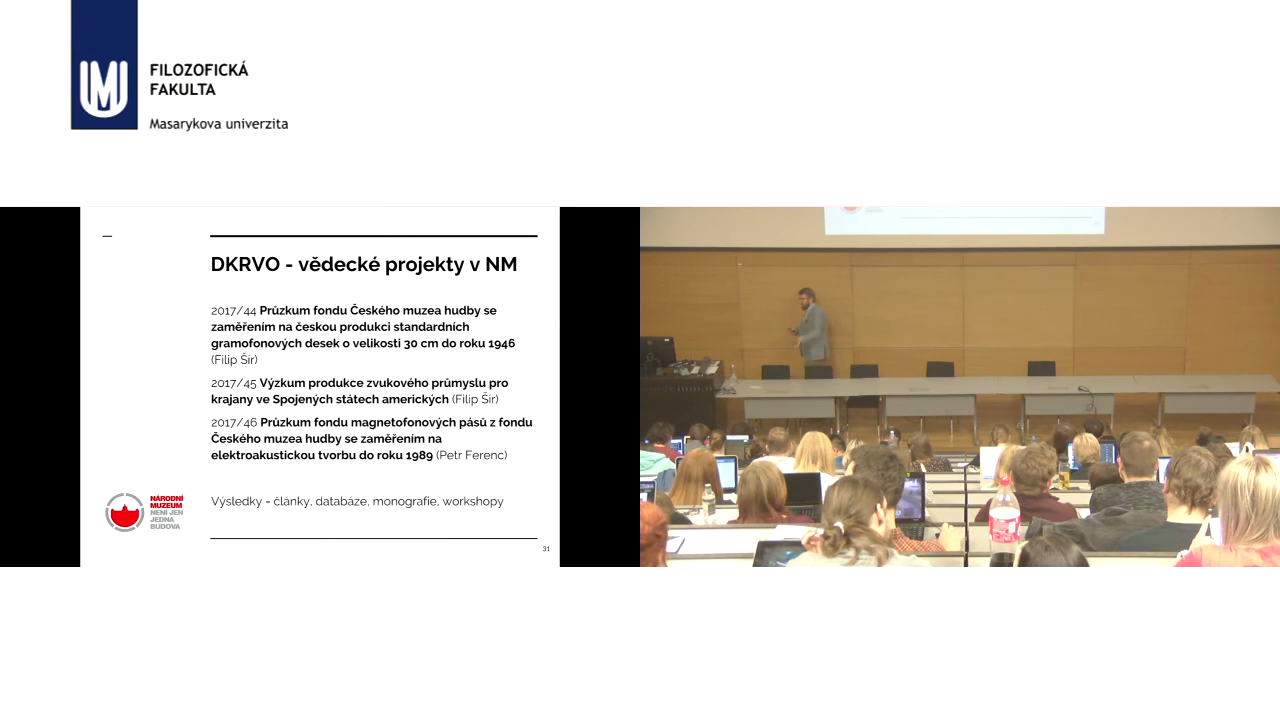 FILOZOFICKÁ
FAKULTA
Masarykova univerzita
DKRVO - vědecké projekty v NM
2017/44 Průzkum fondu Českého muzea hudby se
zaměřením na českou produkci standardních
gramofonových desek o velikosti 30 cm do roku 1946
(Filip Šír)
2017/45 Výzkum produkce zvukového průmyslu pro
krajany ve Spojených státech amerických (Filip Šír)
2017/46 Průzkum fondu magnetofonových pásů z fondu
Českého muzea hudby se zaměřením na
elektroakustickou tvorbu do roku 1989 (Petr Ferenc)
Výsledky - články, databáze, monografie, workshopy
NÁRODNÍ
MUZEUM
NENÍ JEN
JEDNA
BUDOVA
31